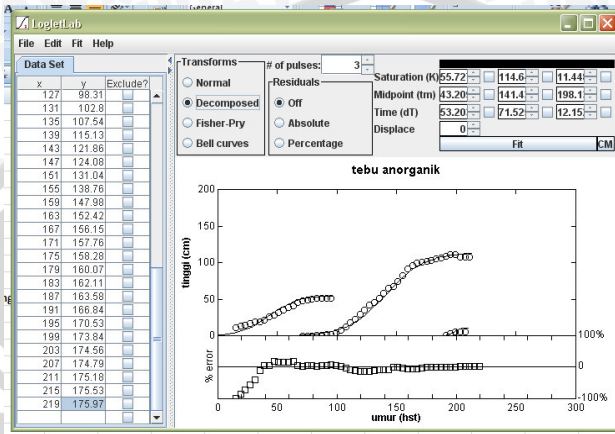 LogletLab
File Edit Fit Help
Data Set
x y Exclude?
127 98.31
131 102.8
135 107.54
139 115.13
143 121.86
147 124.08
151 131.04
155 138.76
159 147.98
163 152.42
167 156.15
171 157.76
175 158.28
179 160.07
183 162.11
187 163.58
191 166.84
195 170.53
199 173.84
203 174.56
207 174.79
211 175.18
215 175.53
219 175.97
Transforms
Normal
Decomposed
Fisher-Pry
Bell curves
# of pulses: 3
Residuals
Off
Absolute
Percentage
Saturation (K) 55.72 114.6 11.44
Midpoint (tm) 43.20 141.4 198.1
Time (dT) 53.20 71.52 12.15
Displace 0
Fit CM
tebu anorganik
tinggi (cm)
200
150
100
50
0
% error
100%
0
-100%
0 50 100 150 200 250 300
umur (hst)